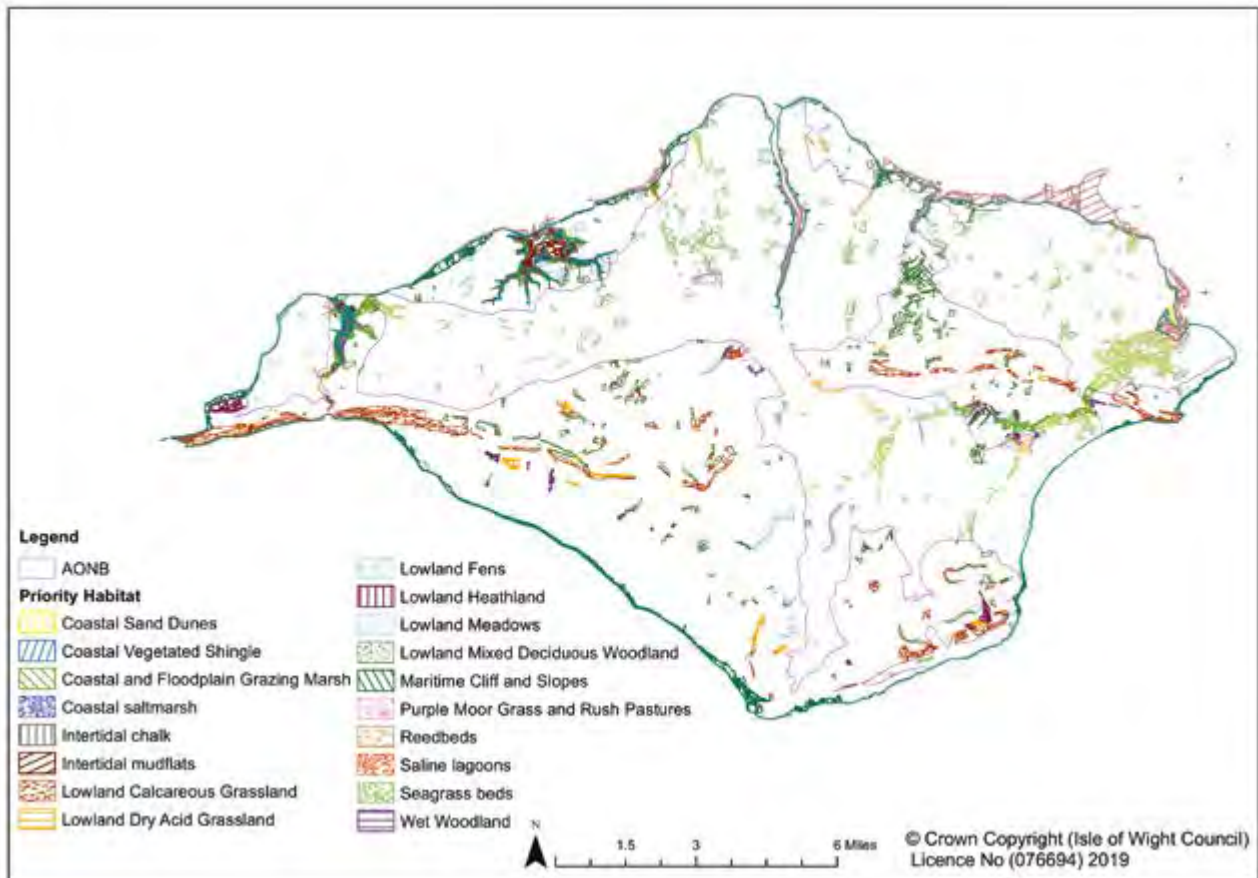 Legend
AONB
Priority Habitat
Coastal Sand Dunes
Coastal Vegetated Shingle
Coastal and Floodplain Grazing Marsh
Coastal saltmarsh
Intertidal chalk
Intertidal mudflats
Lowland Calcareous Grassland
Lowland Dry Acid Grassland
Lowland Fens
Lowland Heathland
Lowland Meadows
Lowland Mixed Deciduous Woodland
Maritime Cliff and Slopes
Purple Moor Grass and Rush Pastures
Reedbeds
Saline lagoons
Seagrass beds
Wet Woodland
N
1.5 3 6 Miles
© Crown Copyright (Isle of Wight Council)
Licence No (076694) 2019